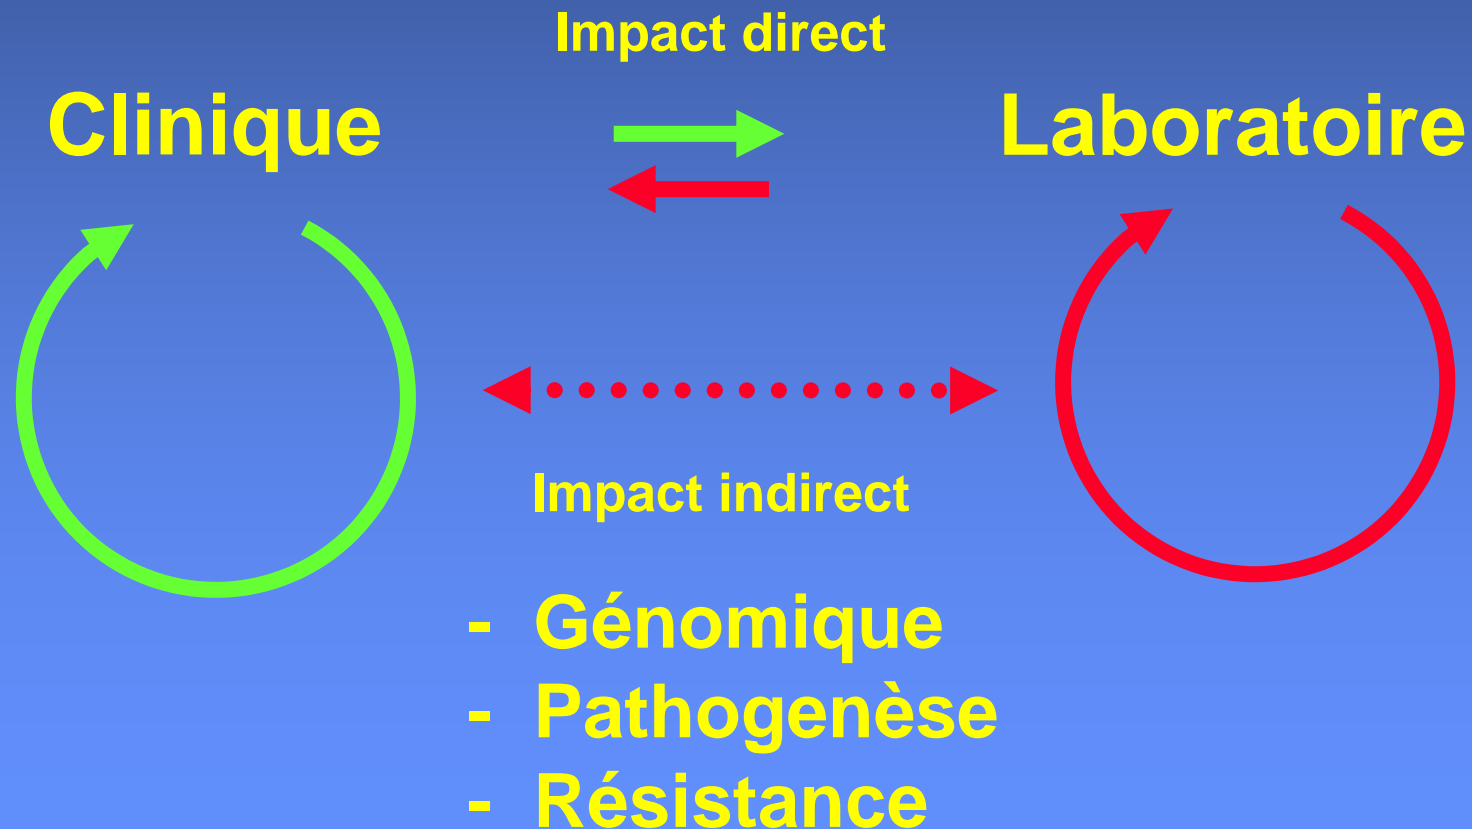 Impact direct
Clinique
Laboratoire
Impact indirect
- Génomique
- Pathogenèse
- Résistance